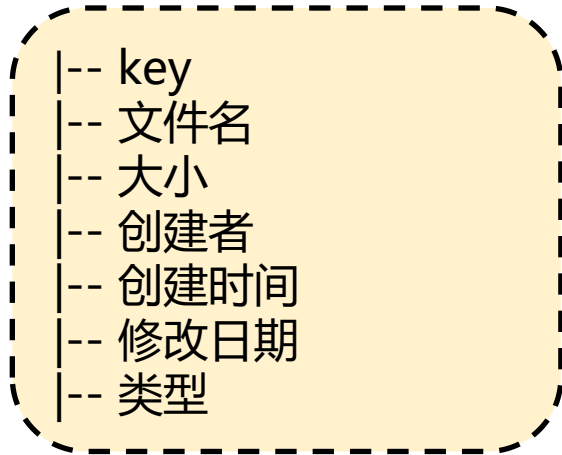 |-- key
|-- 文件名
|-- 大小
|-- 创建者
|-- 创建时间
|-- 修改日期
|-- 类型